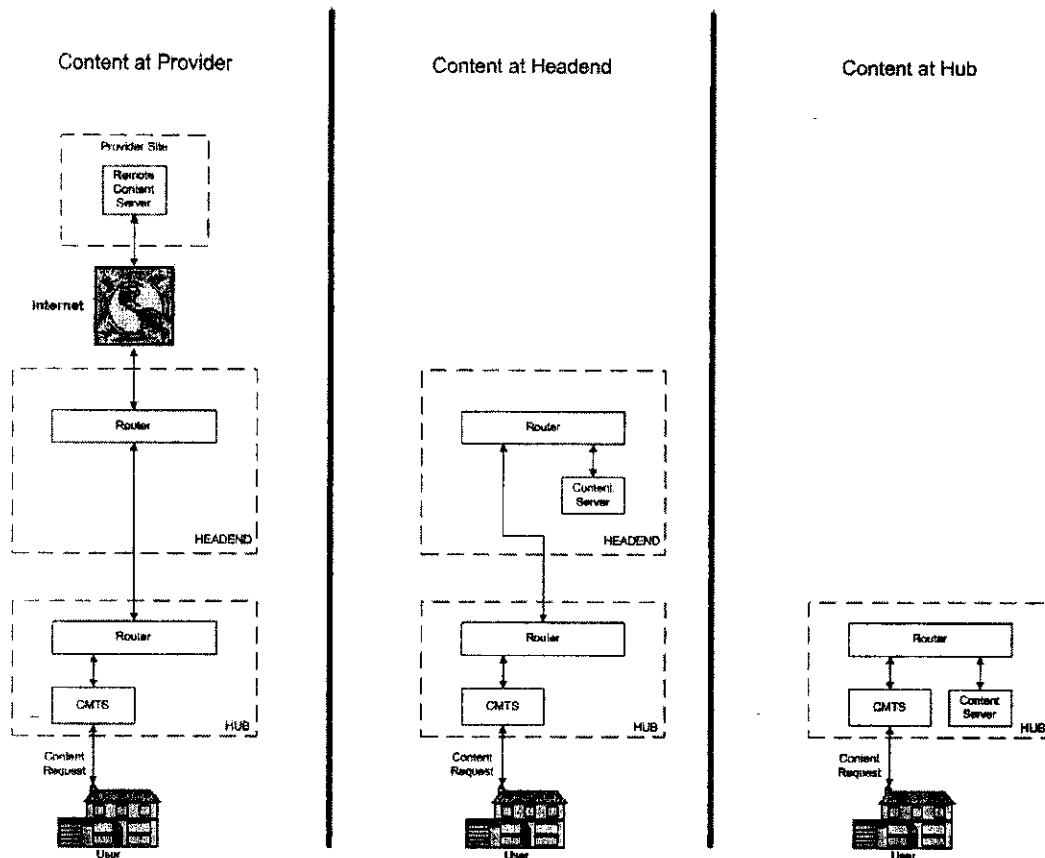 Content at Provider
Provider Site
Remote
Content
Server
Internet
Router
HEADEND
Router
CMTS
HUB
Content
Request
User
Content at Headend
Router
Content
Server
HEADEND
Router
CMTS
HUB
Content
Request
User
Content at Hub
Router
CMTS
Content
Server
HUB
Content
Request
User